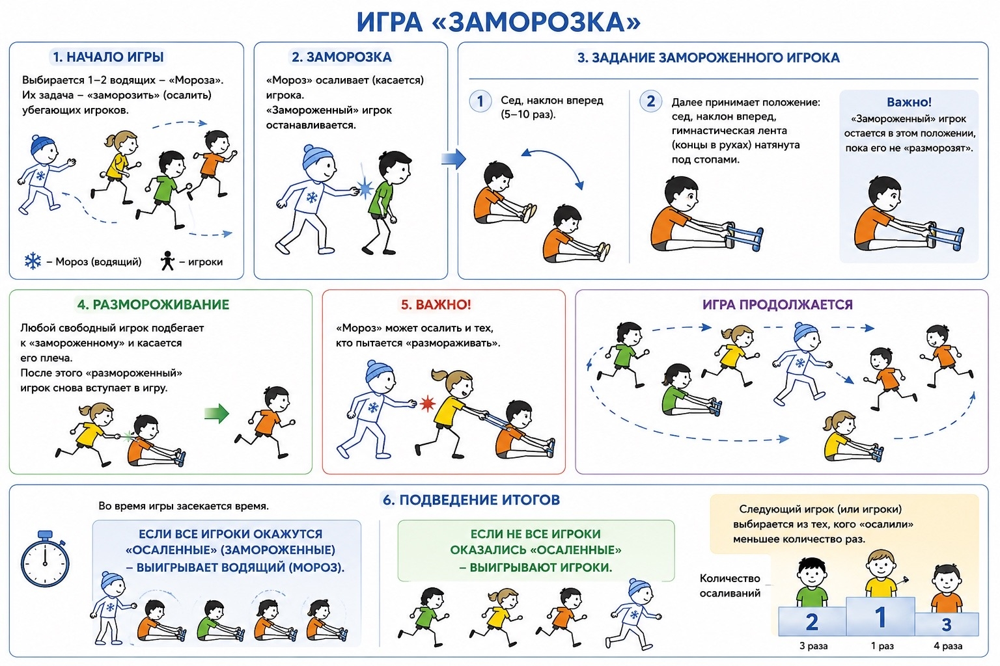 ИГРА «ЗАМОРОЗКА»
1. НАЧАЛО ИГРЫ
Выбирается 1–2 водящих – «Мороза».
Их задача – «заморозить» (осалить)
убегающих игроков.
– Мороз (водящий)
– игроки
2. ЗАМОРОЗКА
«Мороз» осаливает (касается)
игрока.
«Замороженный» игрок
останавливается.
3. ЗАДАНИЕ ЗАМОРОЖЕННОГО ИГРОКА
1
Сед, наклон вперед
(5–10 раз).
2
Далее принимает положение:
сед, наклон вперед,
гимнастическая лента
(концы в рухах) натянута
под стопами.
Важно!
«Замороженный» игрок
остается в этом положении,
пока его не «разморозят».
4. РАЗМОРОЖИВАНИЕ
Любой свободный игрок подбегает
к «замороженному» и касается
его плеча.
После этого «размороженный»
игрок снова вступает в игру.
5. ВАЖНО!
«Мороз» может осалить и тех,
кто пытается «размораживать».
ИГРА ПРОДОЛЖАЕТСЯ
6. ПОДВЕДЕНИЕ ИТОГОВ
Во время игры засекается время.
ЕСЛИ ВСЕ ИГРОКИ ОКАЖУТСЯ
«ОСАЛЕННЫЕ» (ЗАМОРОЖЕННЫЕ)
– ВЫИГРЫВАЕТ ВОДЯЩИЙ (МОРОЗ).
ЕСЛИ НЕ ВСЕ ИГРОКИ
ОКАЗАЛИСЬ «ОСАЛЕННЫЕ»
– ВЫИГРЫВАЮТ ИГРОКИ.
Следующий игрок (или игроки)
выбирается из тех, кого «осалили»
меньшее количество раз.
Количество
осаливаний
2
1
3
3 раза
1 раз
4 раза